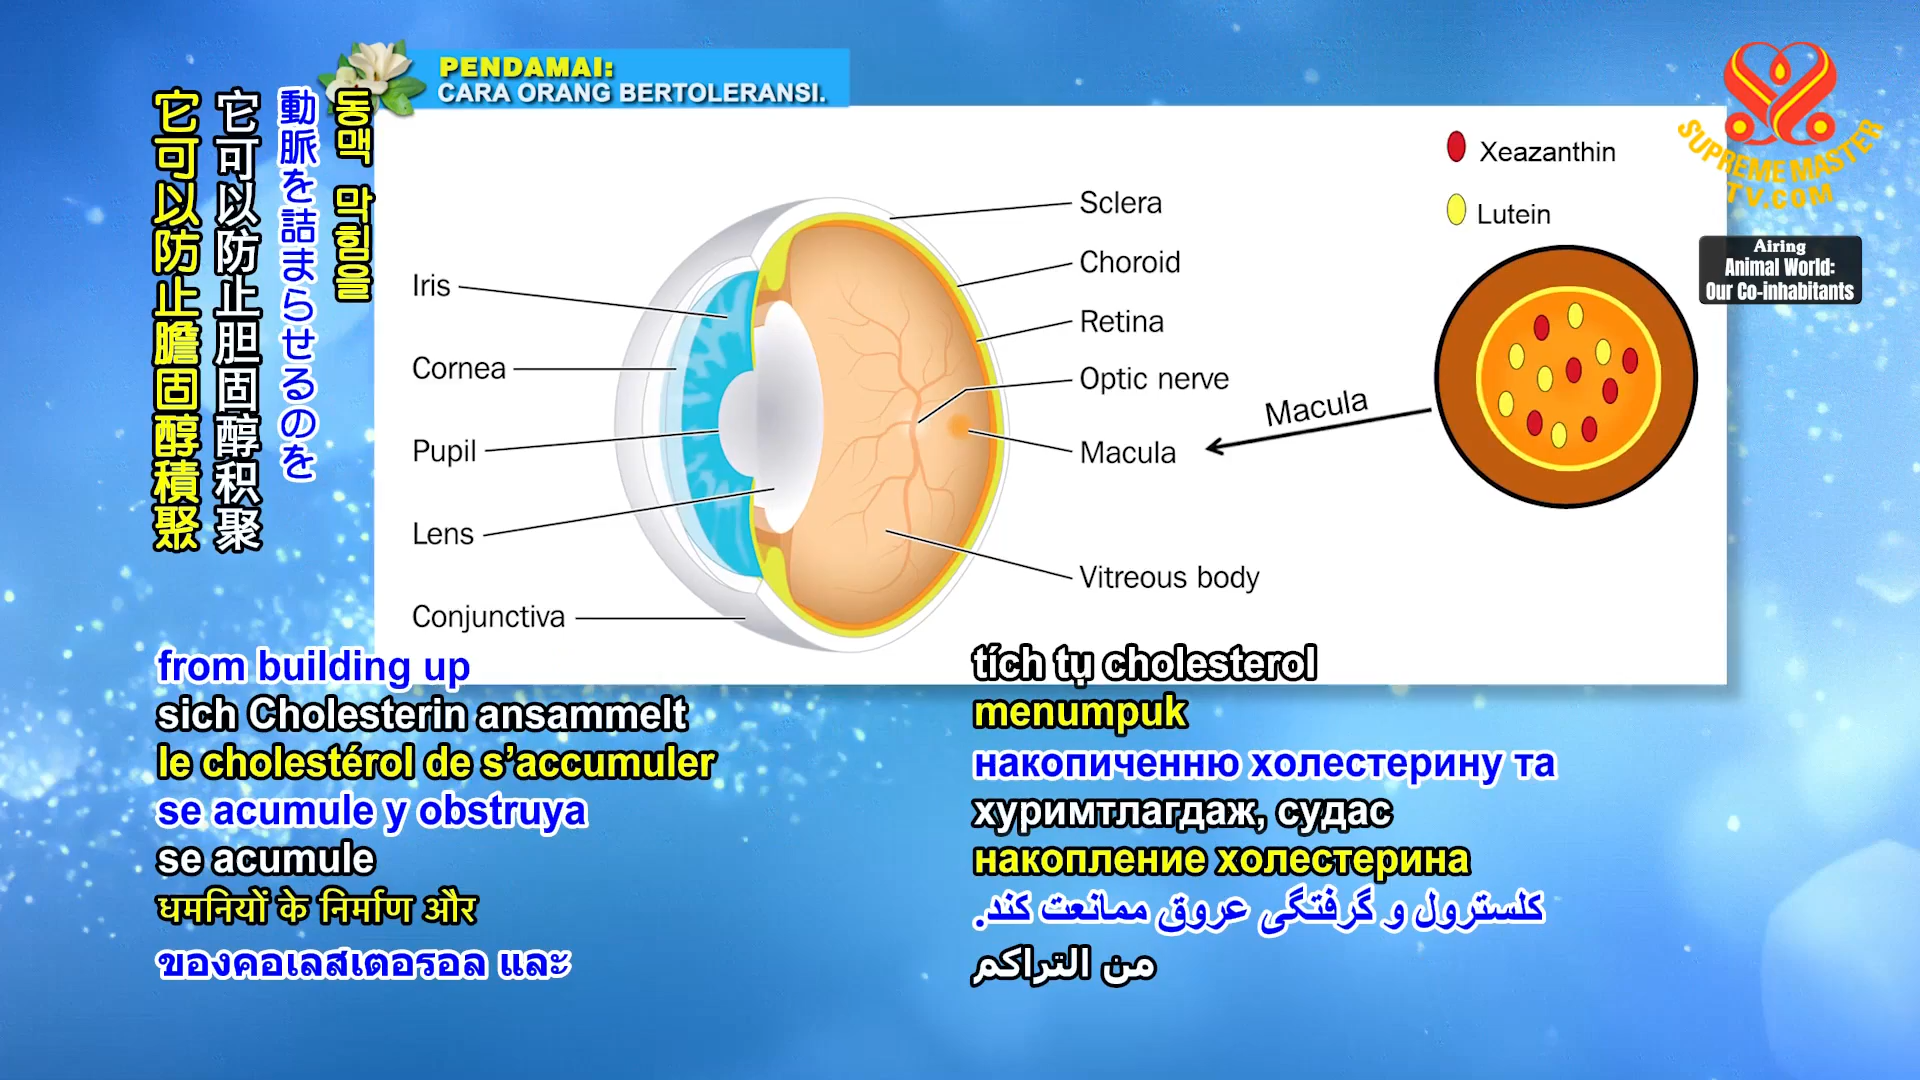 PENDAMAI:
CARA ORANG BERTOLERANSI.
SUPREME MASTER
TV.COM
Airing
Animal World:
Our Co-inhabitants
동맥 막힘을
動脈を詰まらせるのを
它可以防止胆固醇积聚
它可以防止膽固醇積聚
Iris
Cornea
Pupil
Lens
Conjunctiva
Sclera
Choroid
Retina
Optic nerve
Macula
Vitreous body
Macula
Xeazanthin
Lutein
from building up
sich Cholesterin ansammelt
le cholestérol de s’accumuler
se acumule y obstruya
se acumule
धमनियों के निर्माण और
ของคอเลสเตอรอล และ
tích tụ cholesterol
menumpuk
накопиченню холестерину та
хуримтлагдаж, судас
накопление холестерина
کلسترول و گرفتگی عروق ممانعت کند.
من التراكم